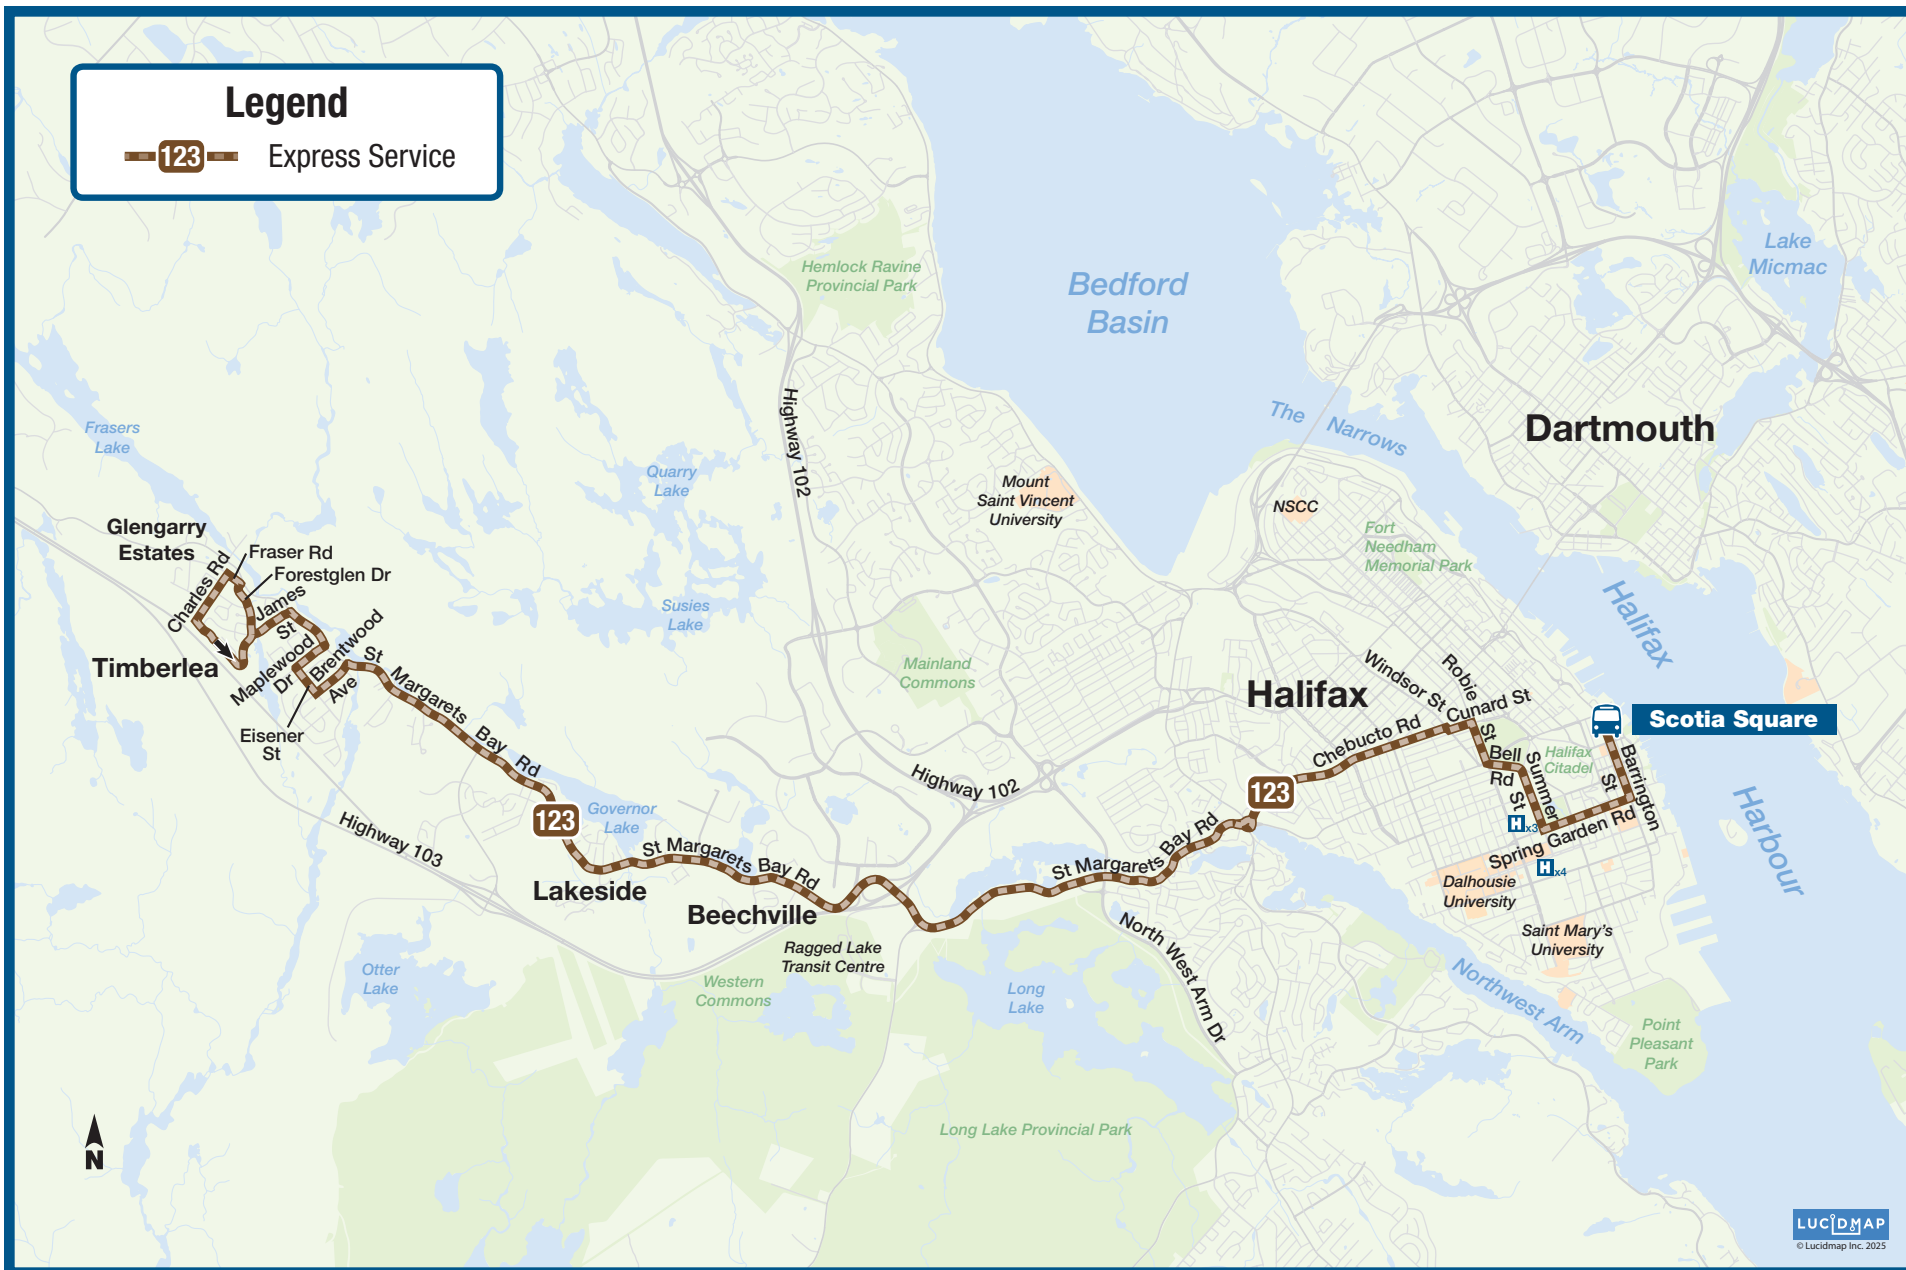 Legend
123 Express Service
Hemlock Ravine
Provincial Park
Bedford
Basin
Lake
Micmac
Highway 102
The Narrows
Dartmouth
Frasers
Lake
Quarry
Lake
Mount
Saint Vincent
University
NSCC
Fort
Needham
Memorial Park
Glengarry
Estates
Fraser Rd
Forestglen Dr
Charles Rd
James
St
Timberlea
Maplewood
Dr
Brentwood
Ave
Eisener
St
St Margarets Bay Rd
Susies
Lake
Mainland
Commons
Halifax
Harbour
Halifax
Windsor St
Robie
St
Cunard St
Chebucto Rd
Bell
Rd
Summer
St
Halifax
Citadel
Scotia Square
Barrington
St
Spring Garden Rd
H x3
H x4
123
Highway 102
123
Governor
Lake
Highway 103
St Margarets Bay Rd
Lakeside
Beechville
St Margarets Bay Rd
Dalhousie
University
Saint Mary's
University
Ragged Lake
Transit Centre
North West Arm Dr
Otter
Lake
Western
Commons
Long
Lake
Northwest Arm
Point
Pleasant
Park
Long Lake Provincial Park
N
LUCIDMAP
© Lucidmap Inc. 2025